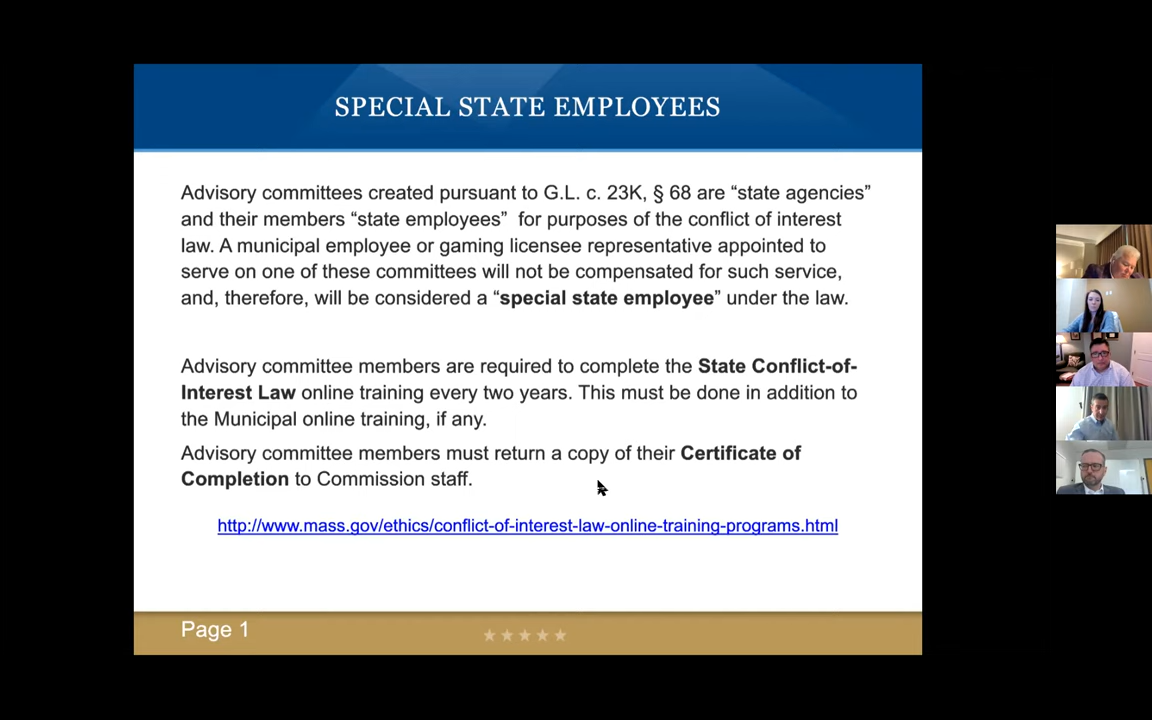 SPECIAL STATE EMPLOYEES
Advisory committees created pursuant to G.L. c. 23K, § 68 are “state agencies”
and their members “state employees”  for purposes of the conflict of interest
law. A municipal employee or gaming licensee representative appointed to
serve on one of these committees will not be compensated for such service,
and, therefore, will be considered a “special state employee” under the law.
Advisory committee members are required to complete the State Conflict-of-
Interest Law online training every two years. This must be done in addition to
the Municipal online training, if any.
Advisory committee members must return a copy of their Certificate of
Completion to Commission staff.
http://www.mass.gov/ethics/conflict-of-interest-law-online-training-programs.html
Page 1